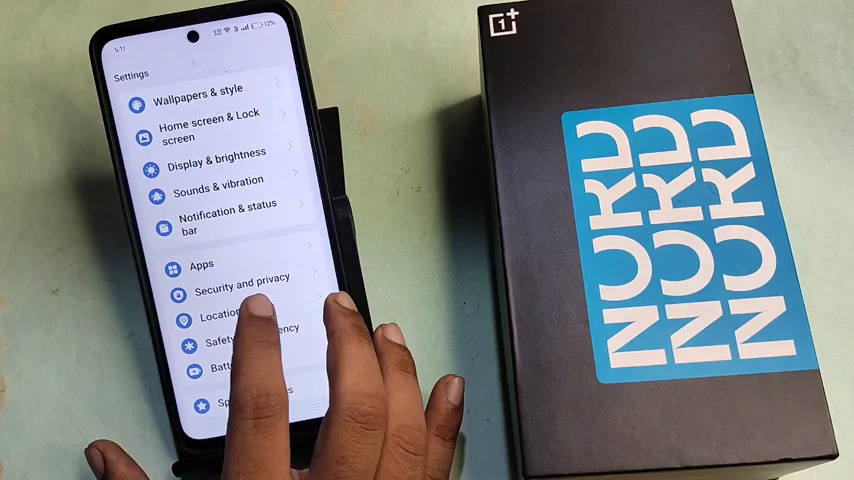 5:17
12%
Settings
Wallpapers & style
Home screen & Lock
screen
Display & brightness
Sounds & vibration
Notification & status
bar
Apps
Security and privacy
1+
NORD
NORD
NORD